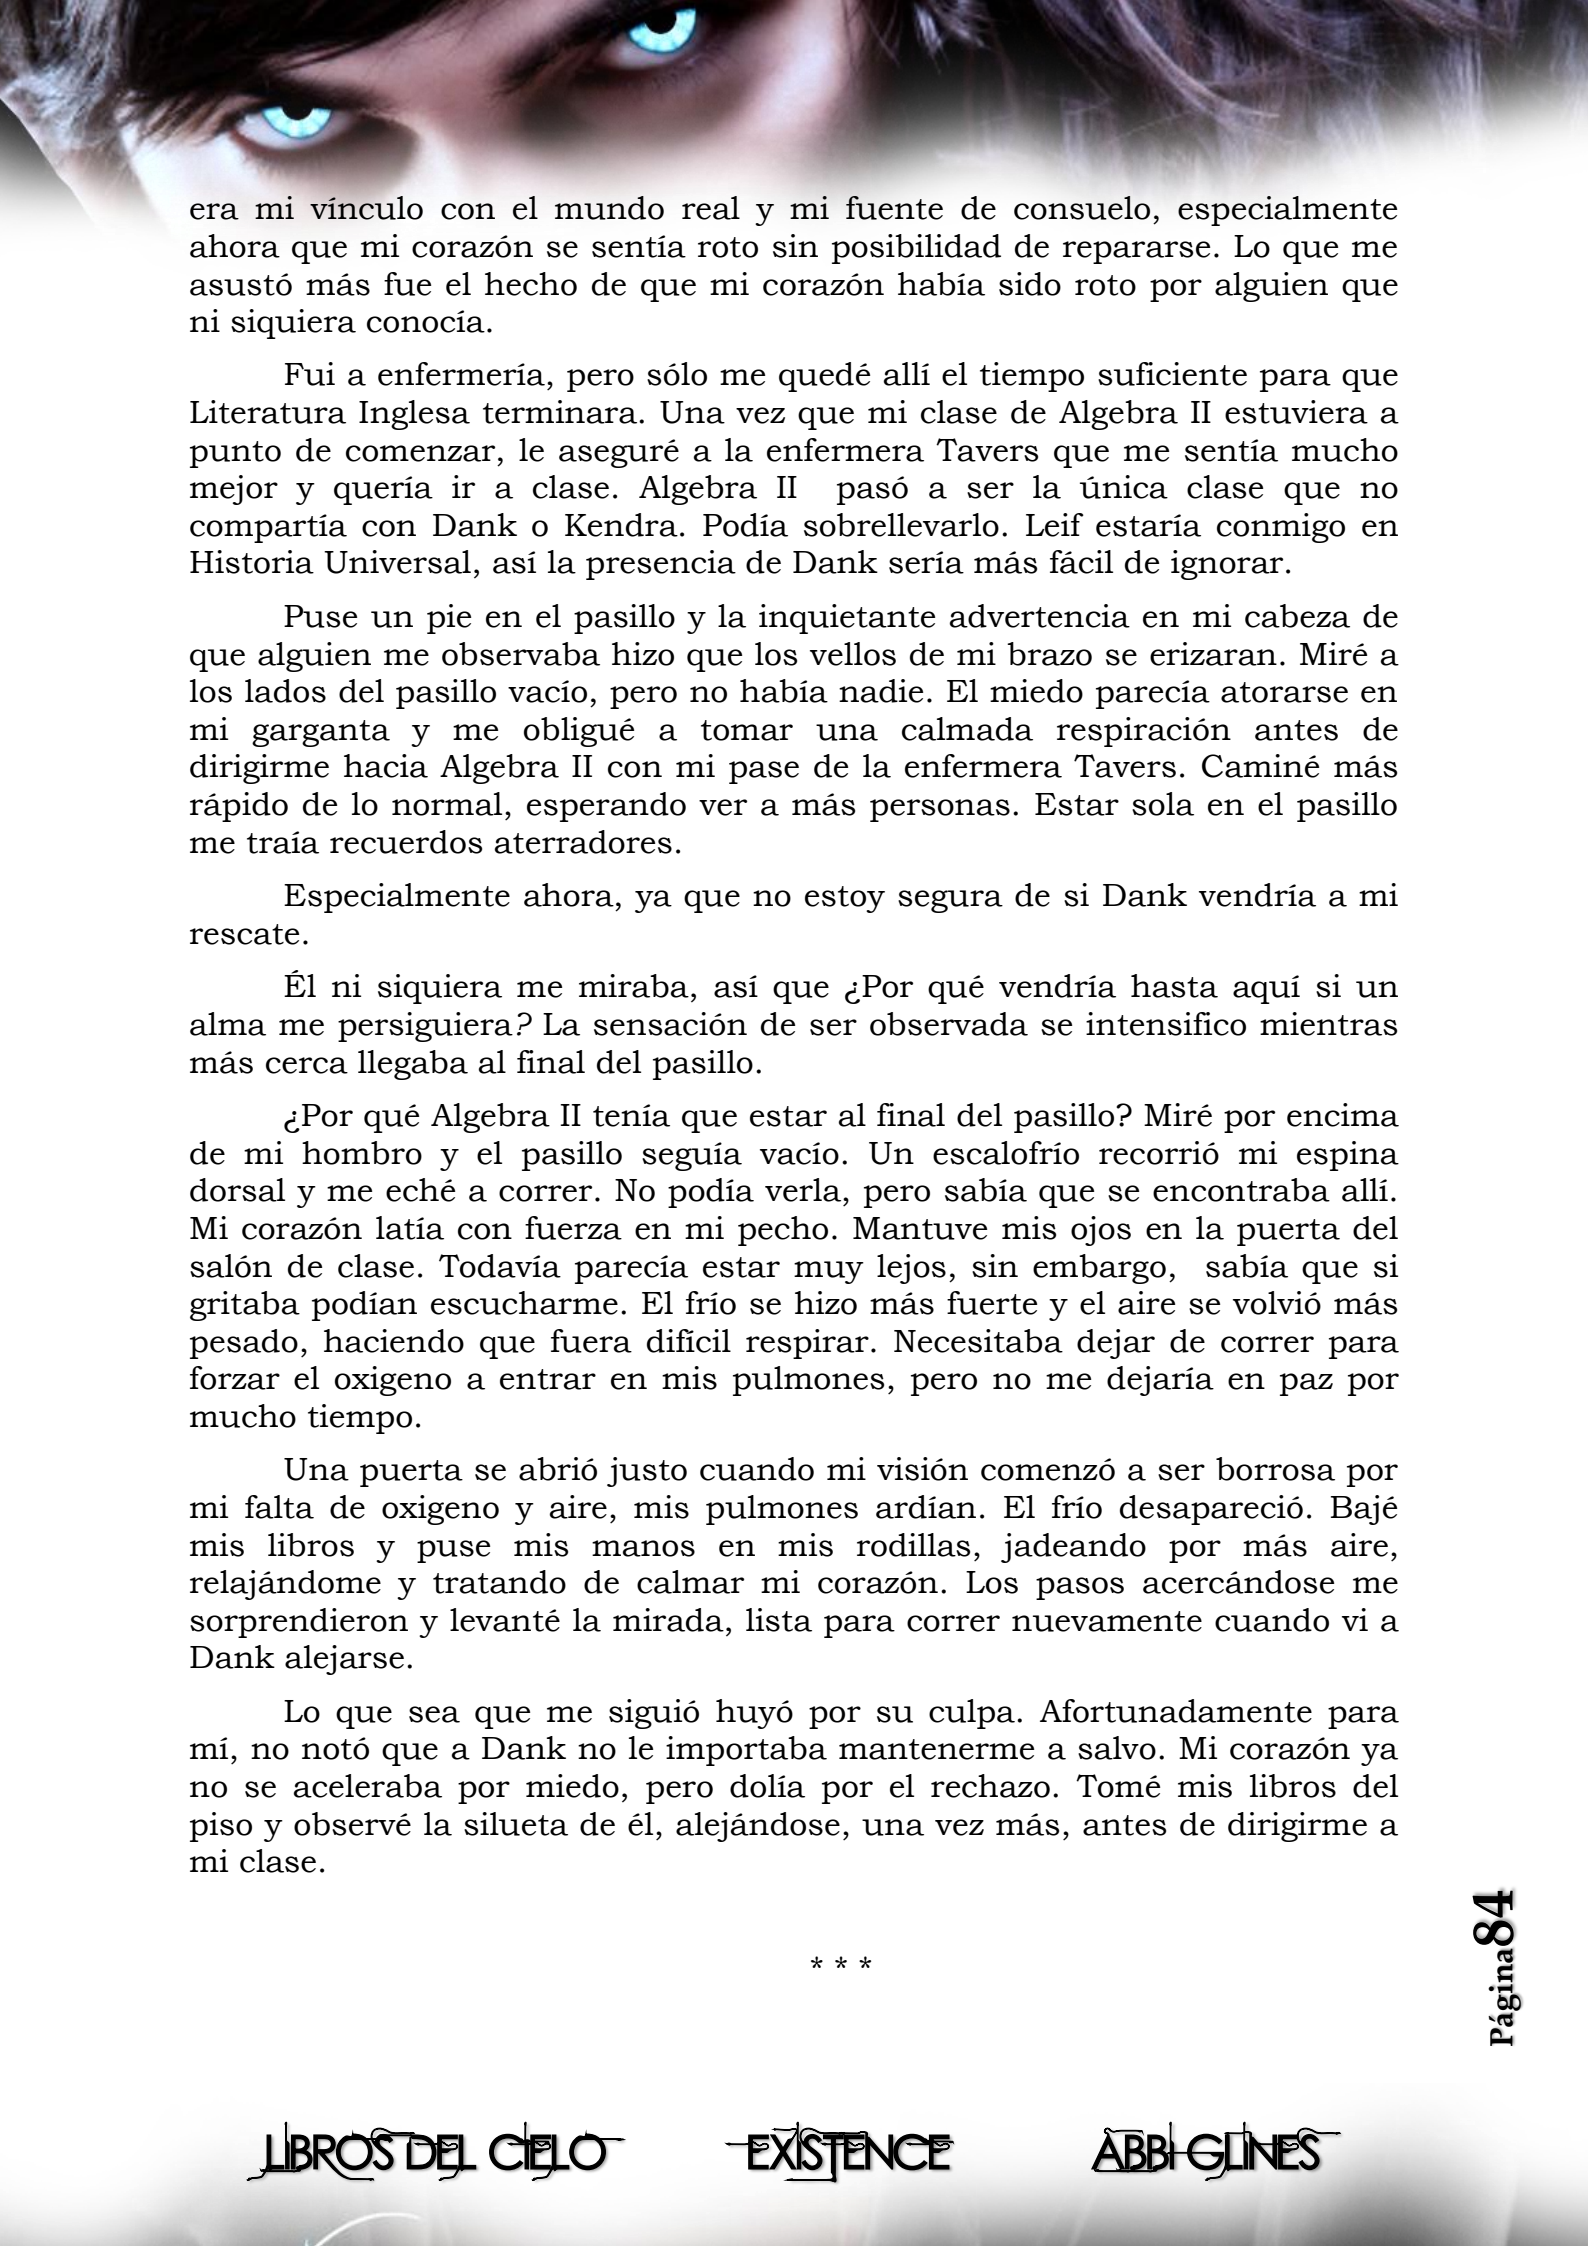 era mi vínculo con el mundo real y mi fuente de consuelo, especialmente
ahora que mi corazón se sentía roto sin posibilidad de repararse. Lo que me
asustó más fue el hecho de que mi corazón había sido roto por alguien que
ni siquiera conocía.
Fui a enfermería, pero sólo me quedé allí el tiempo suficiente para que
Literatura Inglesa terminara. Una vez que mi clase de Algebra II estuviera a
punto de comenzar, le aseguré a la enfermera Tavers que me sentía mucho
mejor y quería ir a clase. Algebra II pasó a ser la única clase que no
compartía con Dank o Kendra. Podía sobrellevarlo. Leif estaría conmigo en
Historia Universal, así la presencia de Dank sería más fácil de ignorar.
Puse un pie en el pasillo y la inquietante advertencia en mi cabeza de
que alguien me observaba hizo que los vellos de mi brazo se erizaran. Miré a
los lados del pasillo vacío, pero no había nadie. El miedo parecía atorarse en
mi garganta y me obligué a tomar una calmada respiración antes de
dirigirme hacia Algebra II con mi pase de la enfermera Tavers. Caminé más
rápido de lo normal, esperando ver a más personas. Estar sola en el pasillo
me traía recuerdos aterradores.
Especialmente ahora, ya que no estoy segura de si Dank vendría a mi
rescate.
Él ni siquiera me miraba, así que ¿Por qué vendría hasta aquí si un
alma me persiguiera? La sensación de ser observada se intensifico mientras
más cerca llegaba al final del pasillo.
¿Por qué Algebra II tenía que estar al final del pasillo? Miré por encima
de mi hombro y el pasillo seguía vacío. Un escalofrío recorrió mi espina
dorsal y me eché a correr. No podía verla, pero sabía que se encontraba allí.
Mi corazón latía con fuerza en mi pecho. Mantuve mis ojos en la puerta del
salón de clase. Todavía parecía estar muy lejos, sin embargo, sabía que si
gritaba podían escucharme. El frío se hizo más fuerte y el aire se volvió más
pesado, haciendo que fuera difícil respirar. Necesitaba dejar de correr para
forzar el oxigeno a entrar en mis pulmones, pero no me dejaría en paz por
mucho tiempo.
Una puerta se abrió justo cuando mi visión comenzó a ser borrosa por
mi falta de oxigeno y aire, mis pulmones ardían. El frío desapareció. Bajé
mis libros y puse mis manos en mis rodillas, jadeando por más aire,
relajándome y tratando de calmar mi corazón. Los pasos acercándose me
sorprendieron y levanté la mirada, lista para correr nuevamente cuando vi a
Dank alejarse.
Lo que sea que me siguió huyó por su culpa. Afortunadamente para
mí, no notó que a Dank no le importaba mantenerme a salvo. Mi corazón ya
no se aceleraba por miedo, pero dolía por el rechazo. Tomé mis libros del
piso y observé la silueta de él, alejándose, una vez más, antes de dirigirme a
mi clase.
* * *
Página84
LIBROS DEL CIELO EXISTENCE ABBI GLINES